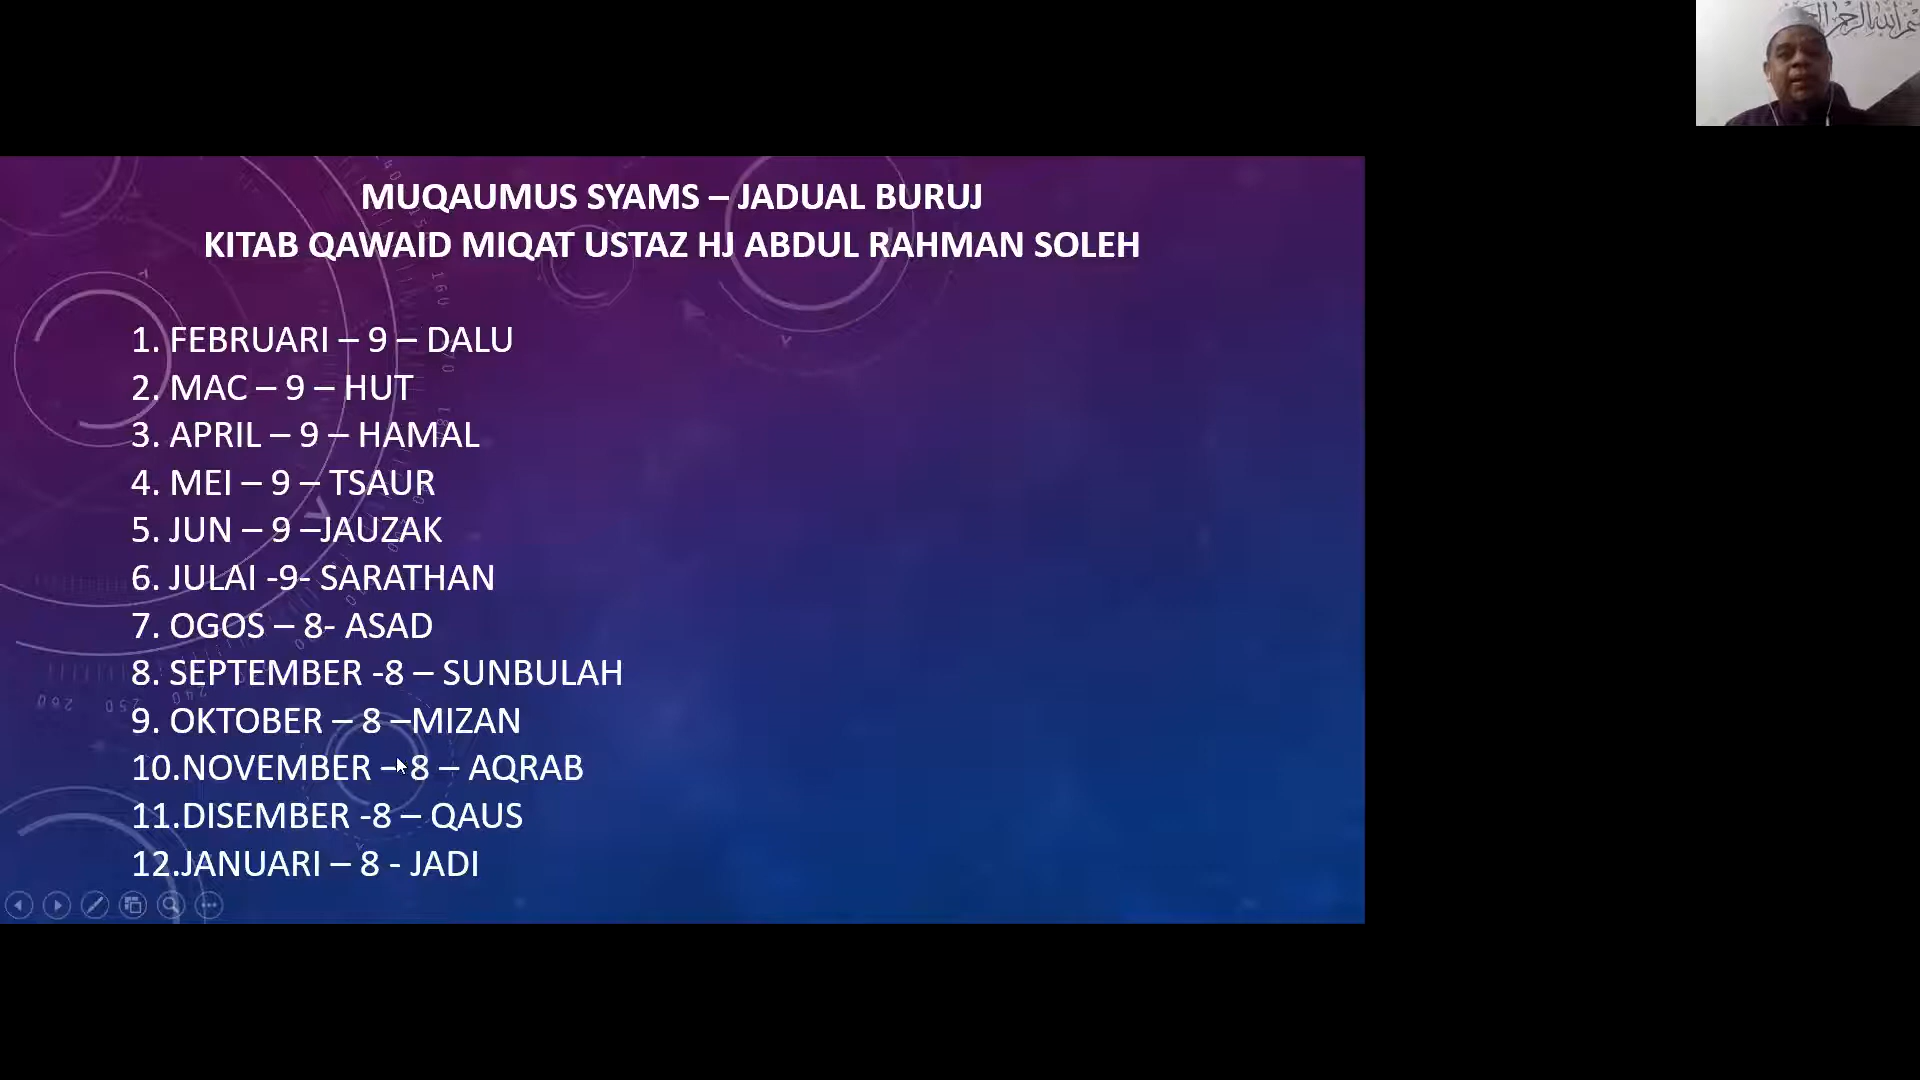 MUQAUMUS SYAMS – JADUAL BURUJ
KITAB QAWAID MIQAT USTAZ HJ ABDUL RAHMAN SOLEH
1. FEBRUARI – 9 – DALU
2. MAC – 9 – HUT
3. APRIL – 9 – HAMAL
4. MEI – 9 – TSAUR
5. JUN – 9 –JAUZAK
6. JULAI -9- SARATHAN
7. OGOS – 8- ASAD
8. SEPTEMBER -8 – SUNBULAH
9. OKTOBER – 8 –MIZAN
10.NOVEMBER – 8 – AQRAB
11.DISEMBER -8 – QAUS
12.JANUARI – 8 - JADI